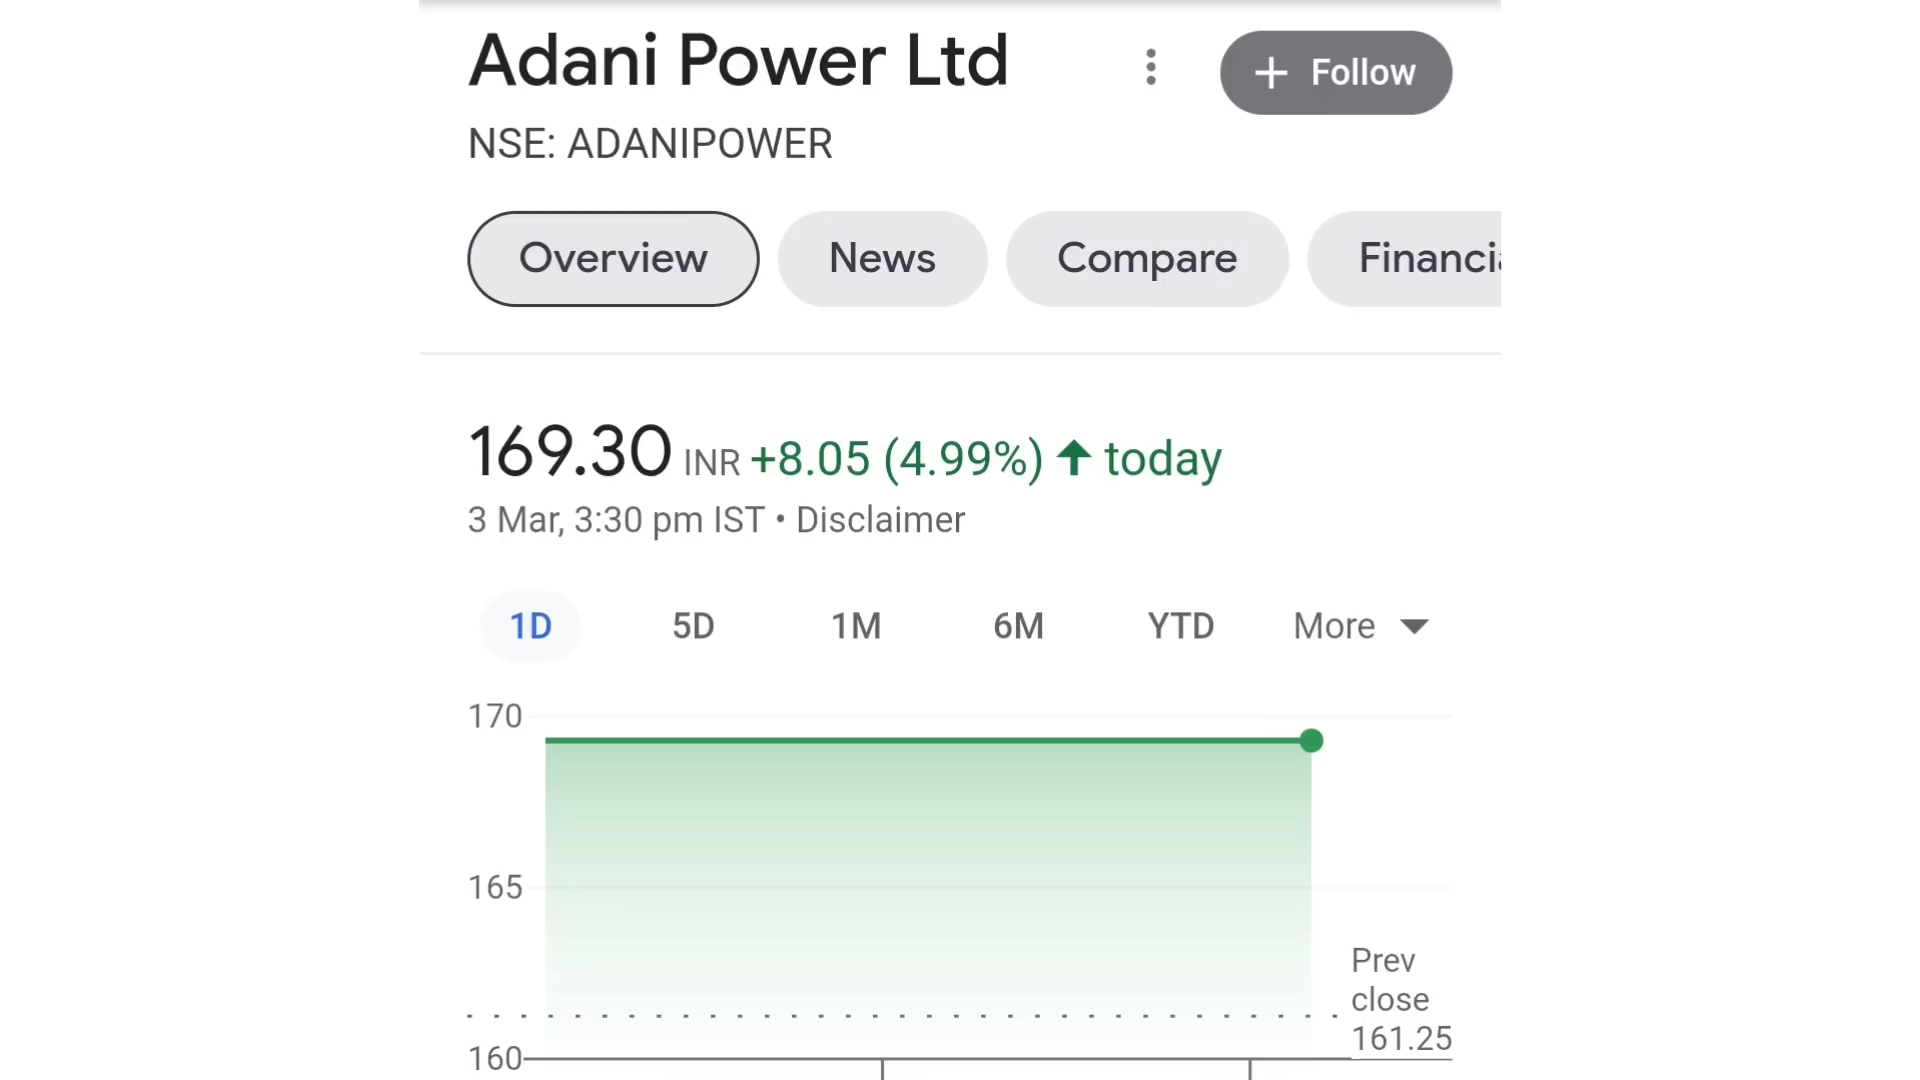 Adani Power Ltd
+ Follow
NSE: ADANIPOWER
Overview News Compare Financi
169.30 INR +8.05 (4.99%) ↑ today
3 Mar, 3:30 pm IST • Disclaimer
1D 5D 1M 6M YTD More
170
165
Prev
close
161.25
160